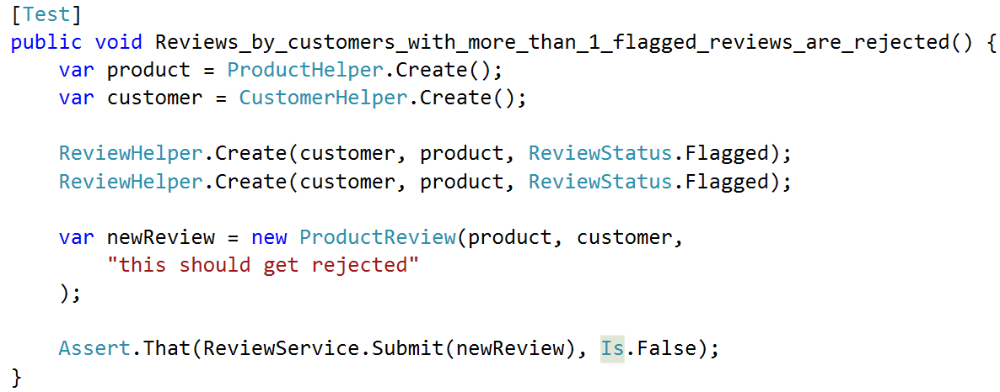 [Test]
public void Reviews_by_customers_with_more_than_1_flagged_reviews_are_rejected() {
    var product = ProductHelper.Create();
    var customer = CustomerHelper.Create();

    ReviewHelper.Create(customer, product, ReviewStatus.Flagged);
    ReviewHelper.Create(customer, product, ReviewStatus.Flagged);

    var newReview = new ProductReview(product, customer,
        "this should get rejected"
    );

    Assert.That(ReviewService.Submit(newReview), Is.False);
}